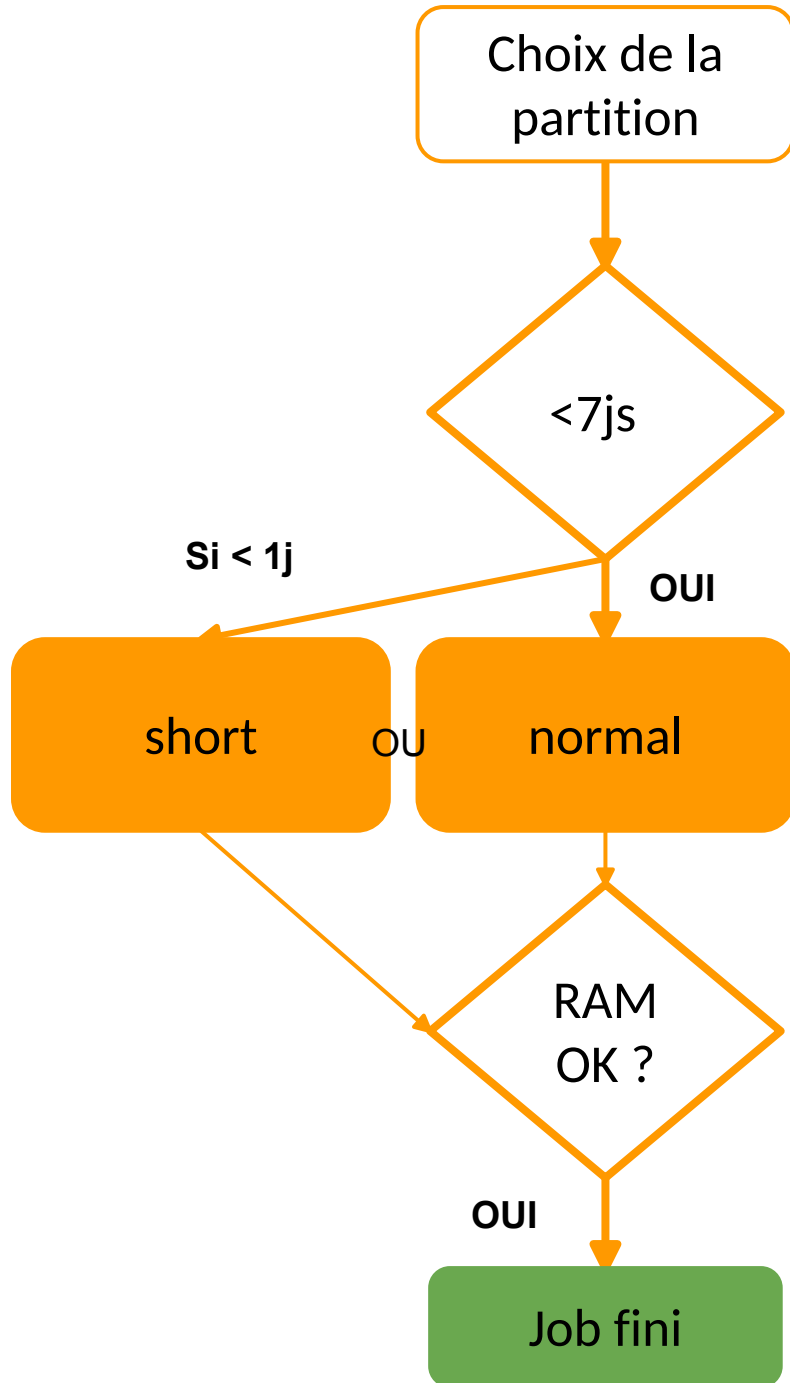 Choix de la
partition
<7js
Si < 1j
OUI
short
OU
normal
RAM
OK ?
OUI
Job fini